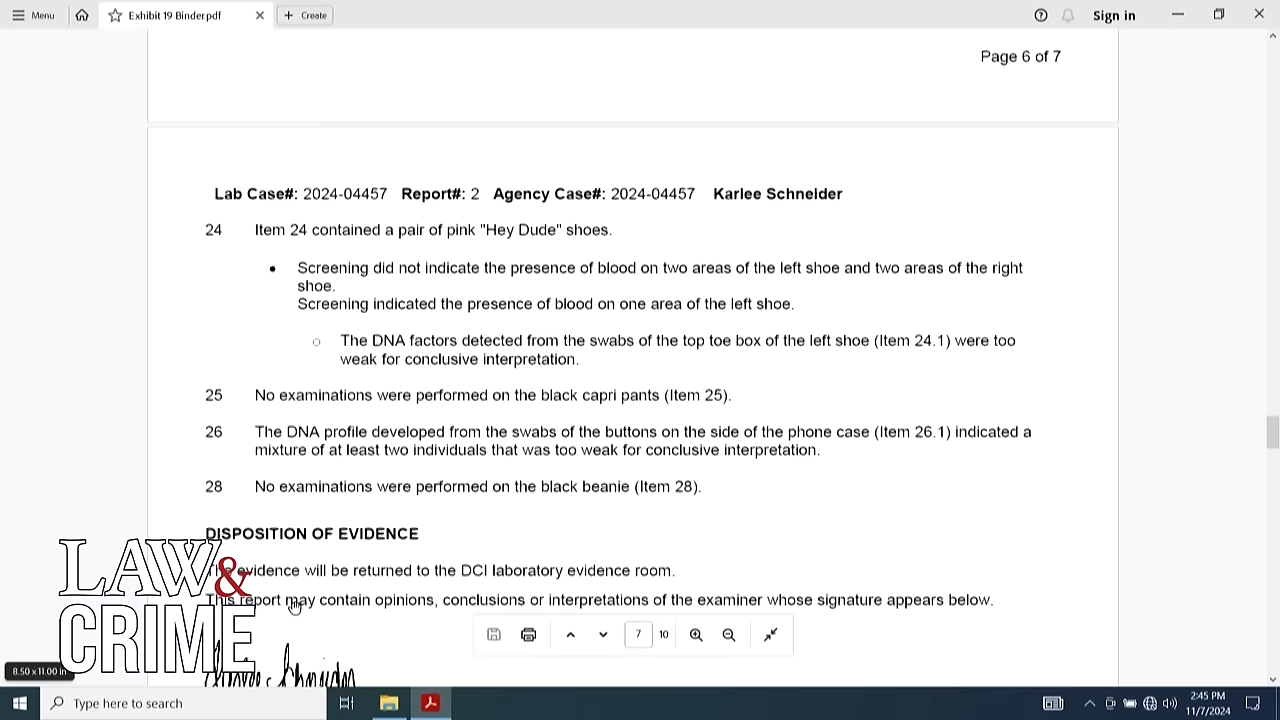 Menu
Exhibit 19 Binder.pdf
Create
Sign in
Page 6 of 7
Lab Case#: 2024-04457 Report#: 2 Agency Case#: 2024-04457 Karlee Schneider
24 Item 24 contained a pair of pink "Hey Dude" shoes.
• Screening did not indicate the presence of blood on two areas of the left shoe and two areas of the right
shoe.
Screening indicated the presence of blood on one area of the left shoe.
○ The DNA factors detected from the swabs of the top toe box of the left shoe (Item 24.1) were too
weak for conclusive interpretation.
25 No examinations were performed on the black capri pants (Item 25).
26 The DNA profile developed from the swabs of the buttons on the side of the phone case (Item 26.1) indicated a
mixture of at least two individuals that was too weak for conclusive interpretation.
28 No examinations were performed on the black beanie (Item 28).
DISPOSITION OF EVIDENCE
The evidence will be returned to the DCI laboratory evidence room.
This report may contain opinions, conclusions or interpretations of the examiner whose signature appears below.
LAW &
CRIME
7 10
8.50 x 11.00 in
Type here to search
2:45 PM
11/7/2024